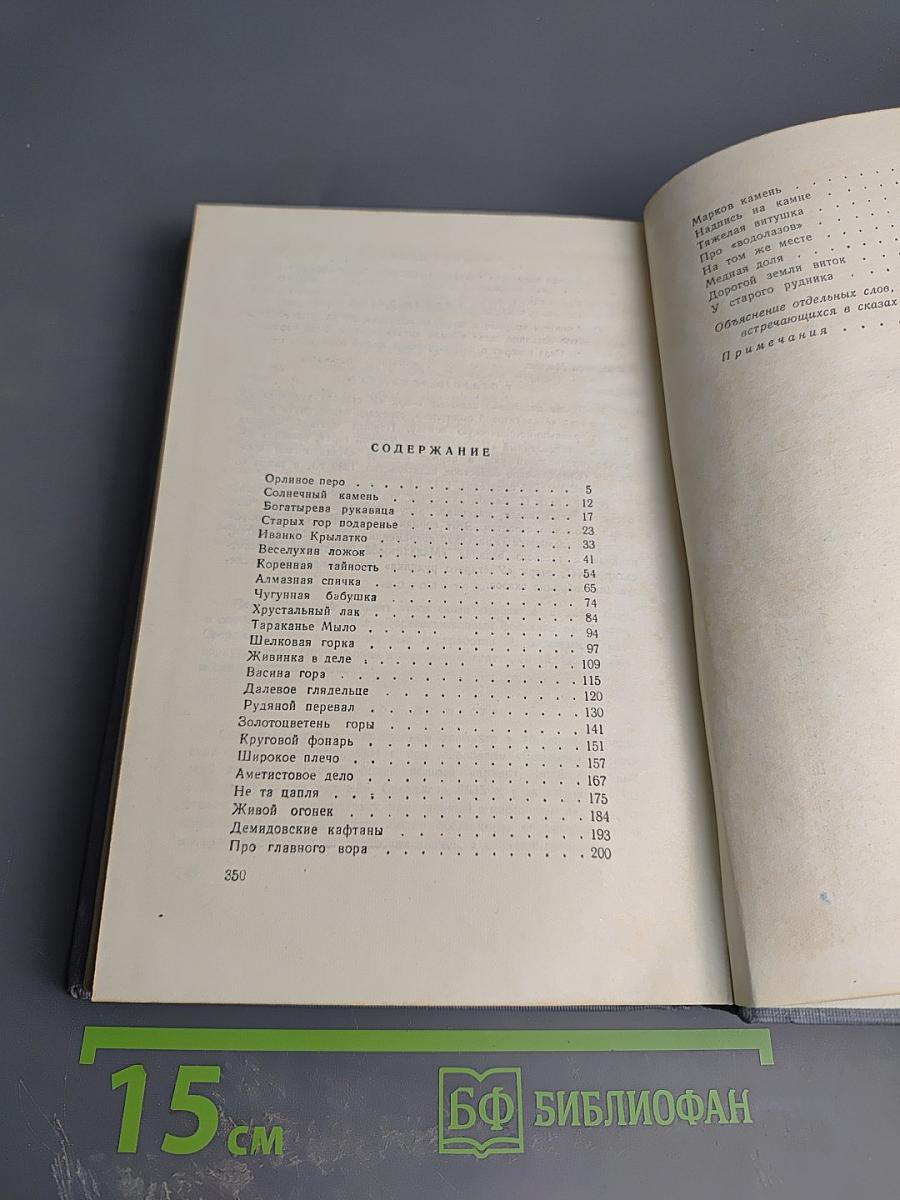 СОДЕРЖАНИЕ
Орлиное перо . . . . . . . . . . . . . . . 5
Солнечный камень . . . . . . . . . . . . . 12
Богатырева рукавица . . . . . . . . . . . . 17
Старых гор подаренье . . . . . . . . . . . . 23
Иванко Крылатко . . . . . . . . . . . . . . 33
Веселухин ложок . . . . . . . . . . . . . . 41
Коренная тайность . . . . . . . . . . . . . 54
Алмазная спичка . . . . . . . . . . . . . . 65
Чугунная бабушка . . . . . . . . . . . . . 74
Хрустальный лак . . . . . . . . . . . . . . 84
Тараканье Мыло . . . . . . . . . . . . . . 94
Шелковая горка . . . . . . . . . . . . . . 97
Живинка в деле . . . . . . . . . . . . . . 109
Васина гора . . . . . . . . . . . . . . . . 115
Далевое глядельце . . . . . . . . . . . . . 120
Рудяной перевал . . . . . . . . . . . . . . 130
Золотоцветень горы . . . . . . . . . . . . . 141
Круговой фонарь . . . . . . . . . . . . . . 151
Широкое плечо . . . . . . . . . . . . . . . 157
Аметистовое дело . . . . . . . . . . . . . . 167
Не та цапля . . . . . . . . . . . . . . . . 175
Живой огонек . . . . . . . . . . . . . . . 184
Демидовские кафтаны . . . . . . . . . . . . 193
Про главного вора . . . . . . . . . . . . . 200
350
Марков камень . . . . . .
Надпись на камне . . . . .
Тяжелая витушка . . . . .
Про «водолазов» . . . . .
На том же месте . . . . .
Медная доля . . . . . .
Дорогой земли виток . . . .
У старого рудника . . . .
Объяснение отдельных слов,
встречающихся в сказах
Примечания . . . .
15 см
БФ БИБЛИОФАН